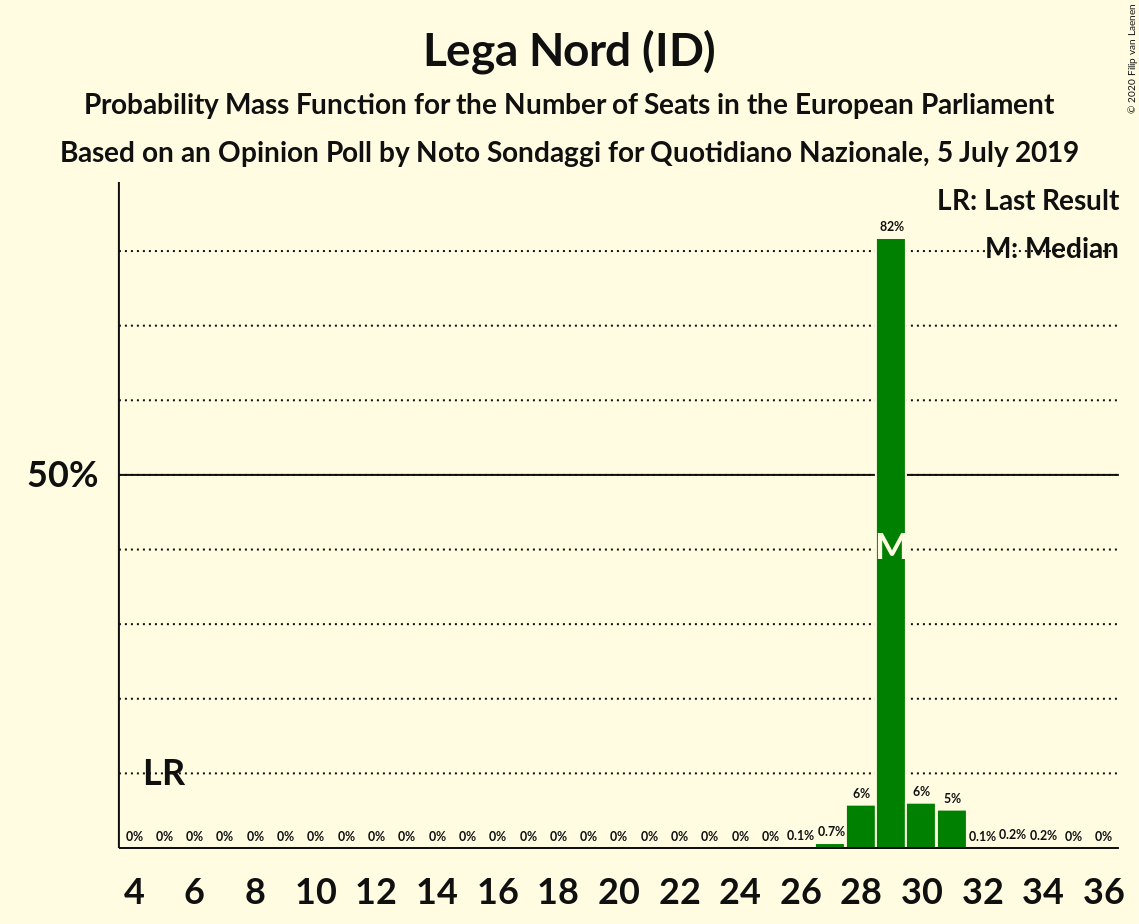 Lega Nord (ID)
Probability Mass Function for the Number of Seats in the European Parliament
Based on an Opinion Poll by Noto Sondaggi for Quotidiano Nazionale, 5 July 2019
© 2020 Filip van Laenen
LR: Last Result
M: Median
82%
50%
M
LR
0% 0% 0% 0% 0% 0% 0% 0% 0% 0% 0% 0% 0% 0% 0% 0% 0% 0% 0% 0% 0% 0% 0.1% 0.7% 6% 6% 5% 0.1% 0.2% 0.2% 0% 0%
4 6 8 10 12 14 16 18 20 22 24 26 28 30 32 34 36